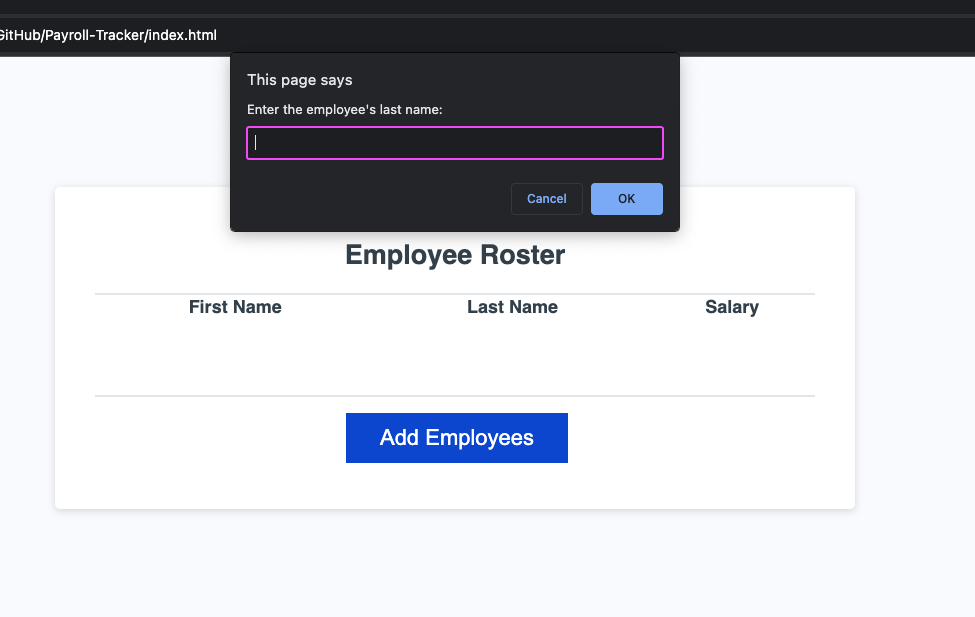 GitHub/Payroll-Tracker/index.html
This page says
Enter the employee's last name:
Cancel OK
Employee Roster
First Name Last Name Salary
Add Employees